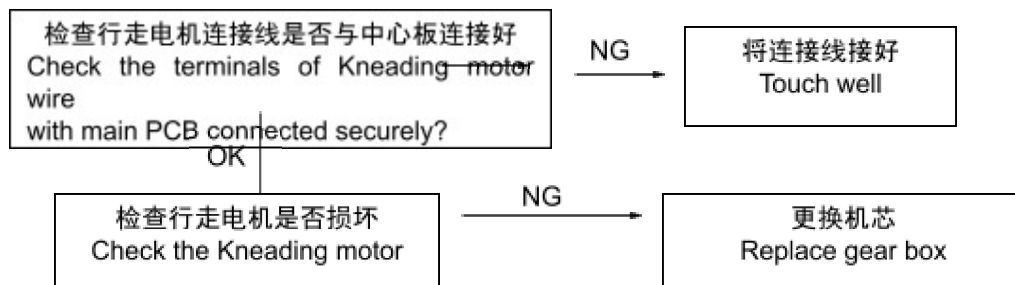 检查行走电机连接线是否与中心板连接好
Check the terminals of Kneading motor
wire
with main PCB connected securely?
NG
将连接线接好
Touch well
OK
检查行走电机是否损坏
Check the Kneading motor
NG
更换机芯
Replace gear box